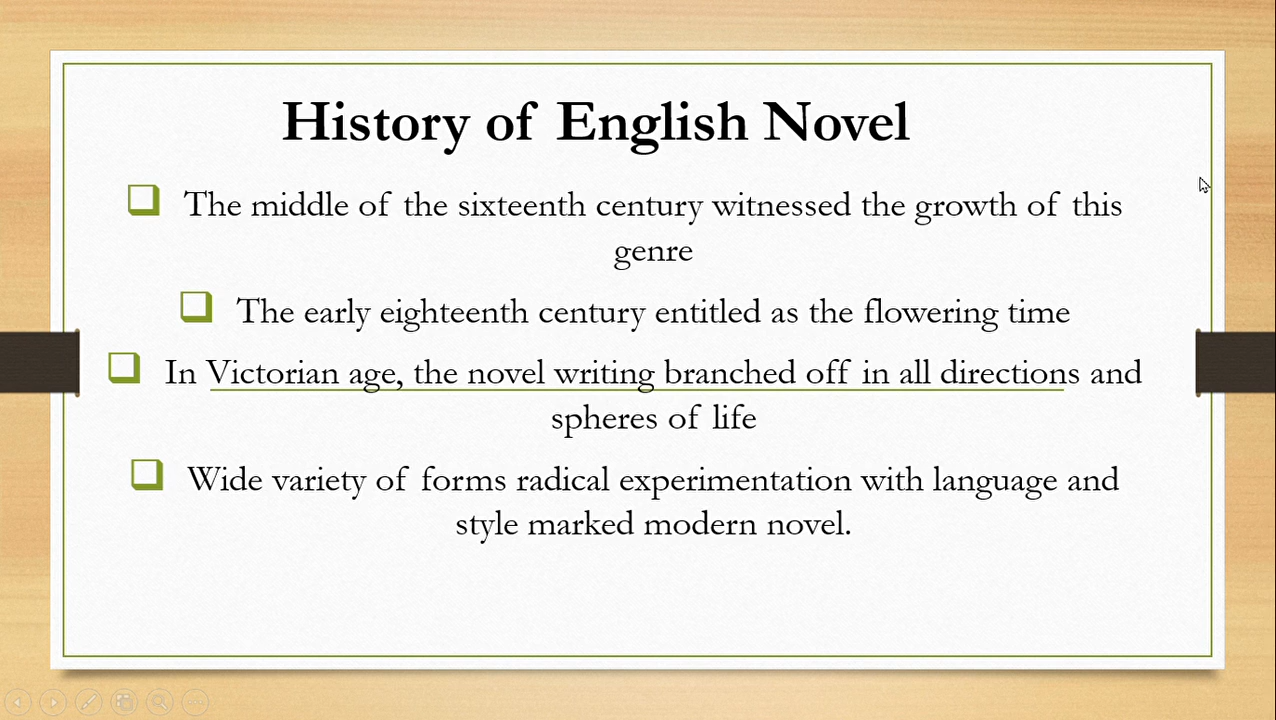 History of English Novel
The middle of the sixteenth century witnessed the growth of this
genre
The early eighteenth century entitled as the flowering time
In Victorian age, the novel writing branched off in all directions and
spheres of life
Wide variety of forms radical experimentation with language and
style marked modern novel.